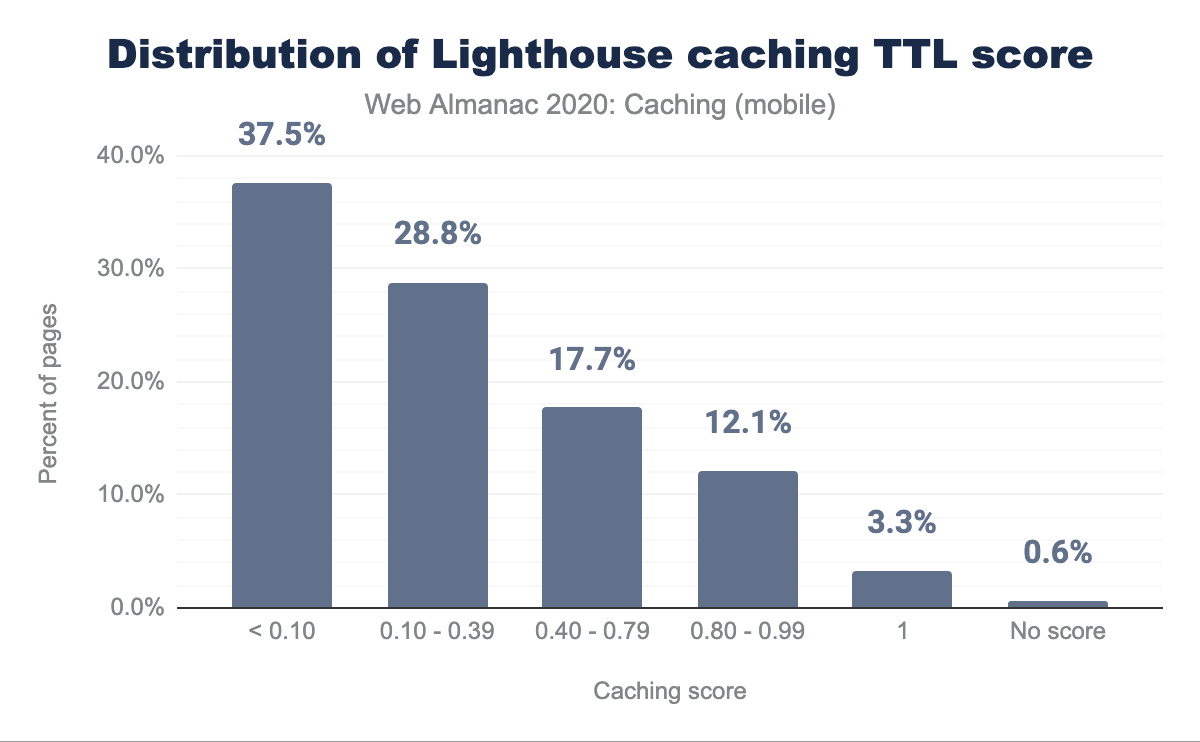 Distribution of Lighthouse caching TTL score
Web Almanac 2020: Caching (mobile)
37.5%
40.0%
28.8%
30.0%
17.7%
20.0%
12.1%
10.0%
3.3%
0.6%
0.0%
Percent of pages
< 0.10
0.10 - 0.39
0.40 - 0.79
0.80 - 0.99
1
No score
Caching score